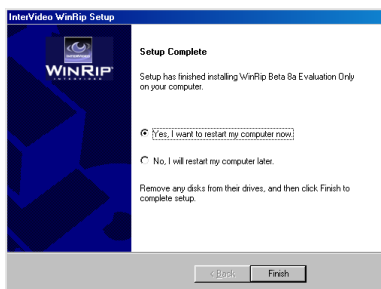 InterVideo WinRip Setup
WINRIP
INTERVIDEO
Setup Complete
Setup has finished installing WinRip Beta 8a Evaluation Only
on your computer.
Yes, I want to restart my computer now.
No, I will restart my computer later.
Remove any disks from their drives, and then click Finish to
complete setup.
< Back
Finish